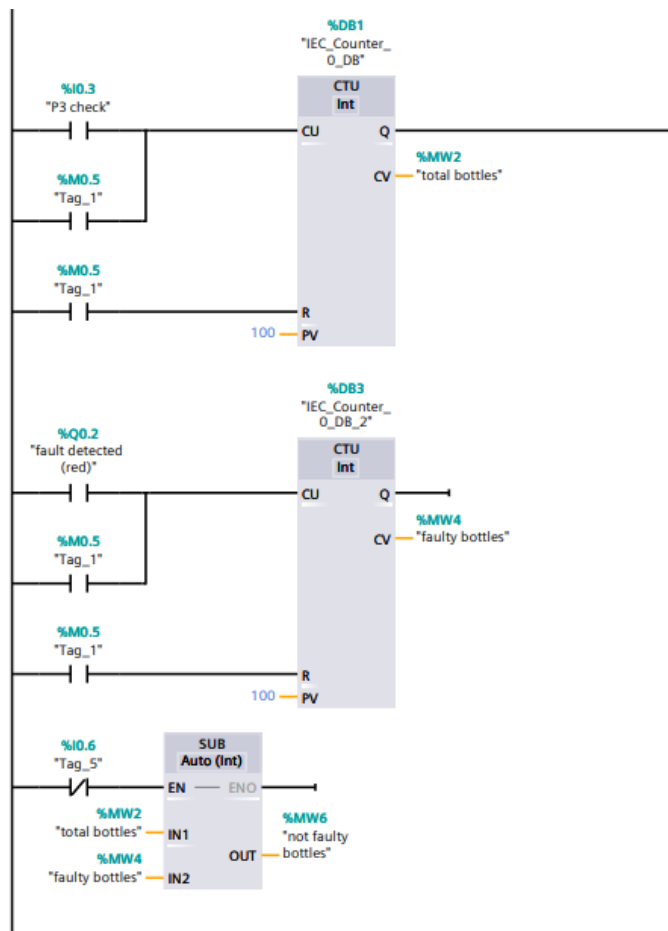 %DB1
"IEC_Counter_
0_DB"
CTU
Int
%I0.3
"P3 check"
CU
Q
%MW2
CV
"total bottles"
%M0.5
"Tag_1"
%M0.5
"Tag_1"
R
100
PV
%DB3
"IEC_Counter_
0_DB_2"
CTU
Int
%Q0.2
"fault detected
(red)"
CU
Q
%MW4
CV
"faulty bottles"
%M0.5
"Tag_1"
%M0.5
"Tag_1"
R
100
PV
%I0.6
"Tag_5"
SUB
Auto (Int)
EN
ENO
%MW2
"total bottles"
IN1
%MW4
"faulty bottles"
IN2
%MW6
"not faulty
bottles"
OUT